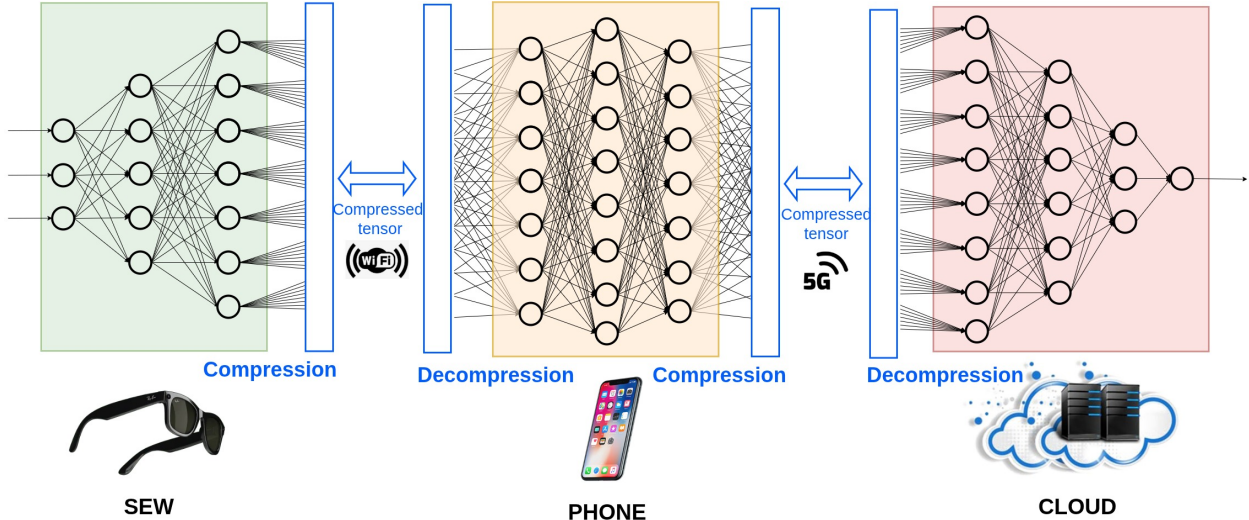 Compressed
tensor
WiFi
Compressed
tensor
5G
Compression
Decompression
Compression
Decompression
SEW
PHONE
CLOUD